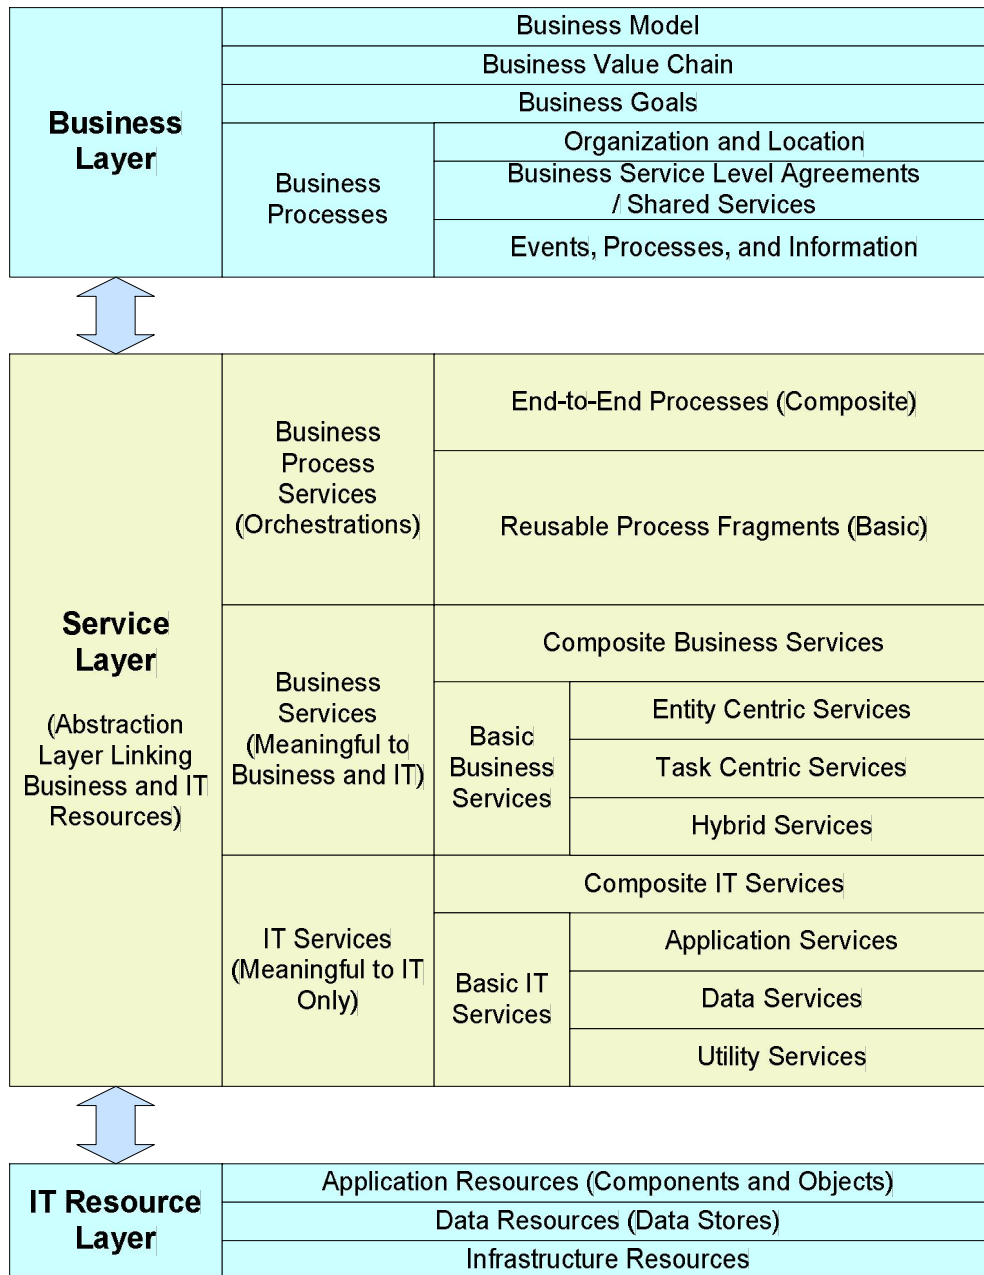 Business Model
Business Value Chain
Business Goals
Business
Layer
Business
Processes
Organization and Location
Business Service Level Agreements
/ Shared Services
Events, Processes, and Information
Service
Layer
(Abstraction
Layer Linking
Business and IT
Resources)
Business
Process
Services
(Orchestrations)
End-to-End Processes (Composite)
Reusable Process Fragments (Basic)
Business
Services
(Meaningful to
Business and IT)
Composite Business Services
Basic
Business
Services
Entity Centric Services
Task Centric Services
Hybrid Services
IT Services
(Meaningful to IT
Only)
Composite IT Services
Basic IT
Services
Application Services
Data Services
Utility Services
IT Resource
Layer
Application Resources (Components and Objects)
Data Resources (Data Stores)
Infrastructure Resources